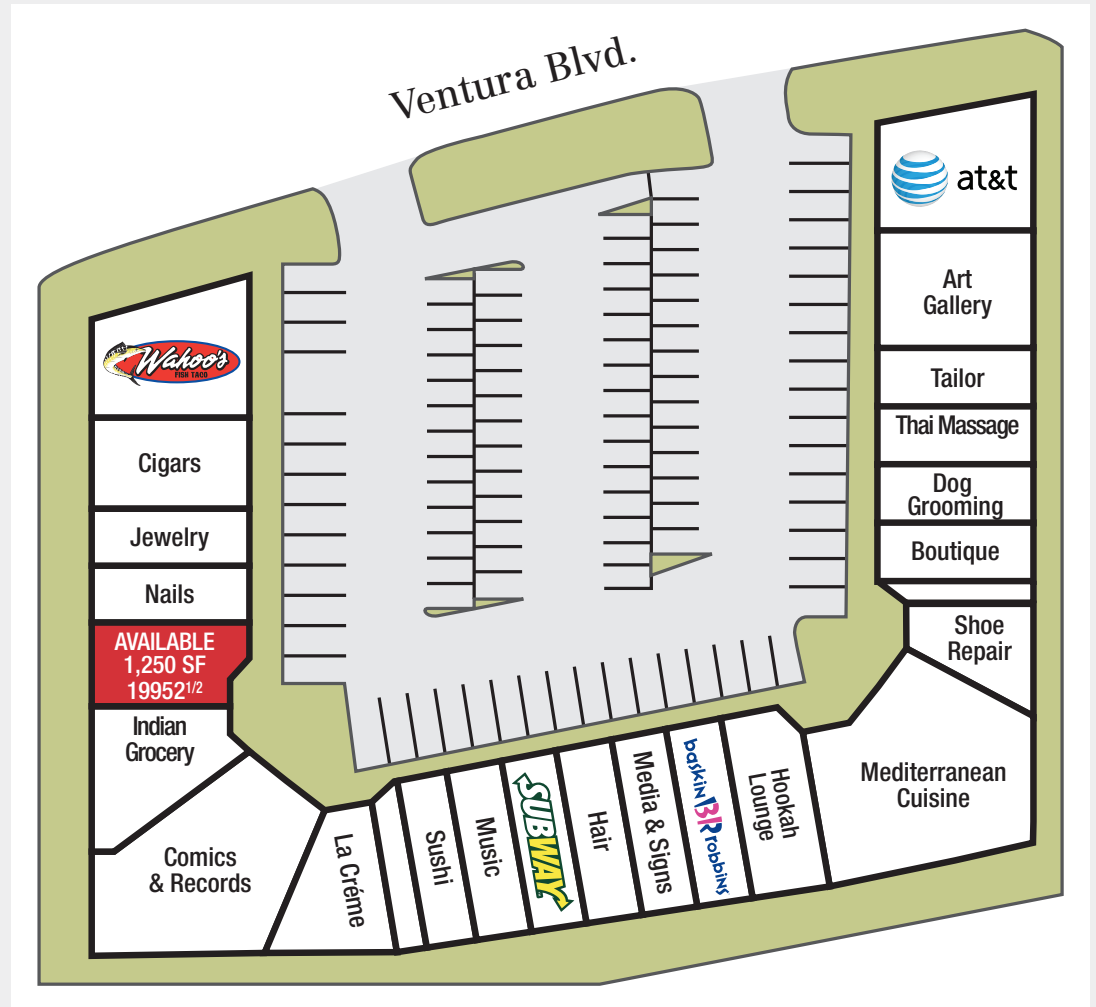 Ventura Blvd.
at&t
Art
Gallery
Tailor
Thai Massage
Dog
Grooming
Boutique
Shoe
Repair
Mediterranean
Cuisine
Wahoo's
FISH TACO
Cigars
Jewelry
Nails
AVAILABLE
1,250 SF
19952 1/2
Indian
Grocery
Comics
& Records
La Créme
Sushi
Music
SUBWAY
Hair
Media & Signs
baskin BR robbins
Hookah
Lounge